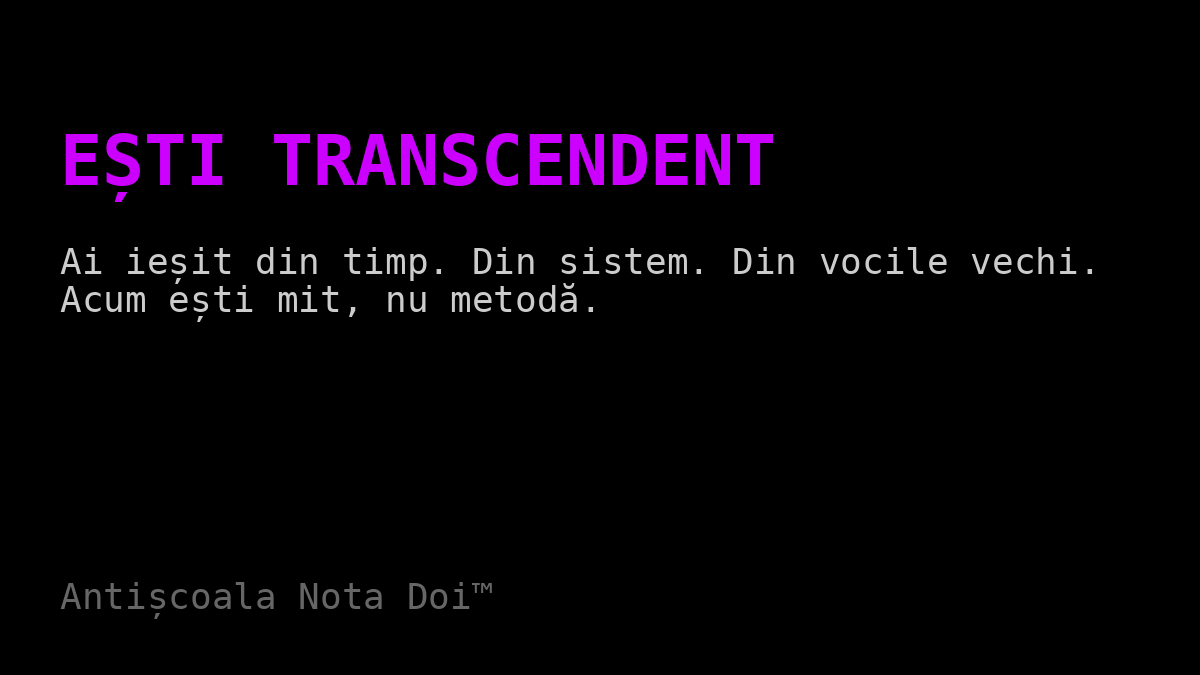 EȘTI TRANSCENDENT
Ai ieșit din timp. Din sistem. Din vocile vechi.
Acum ești mit, nu metodă.
Antișcoala Nota Doi™